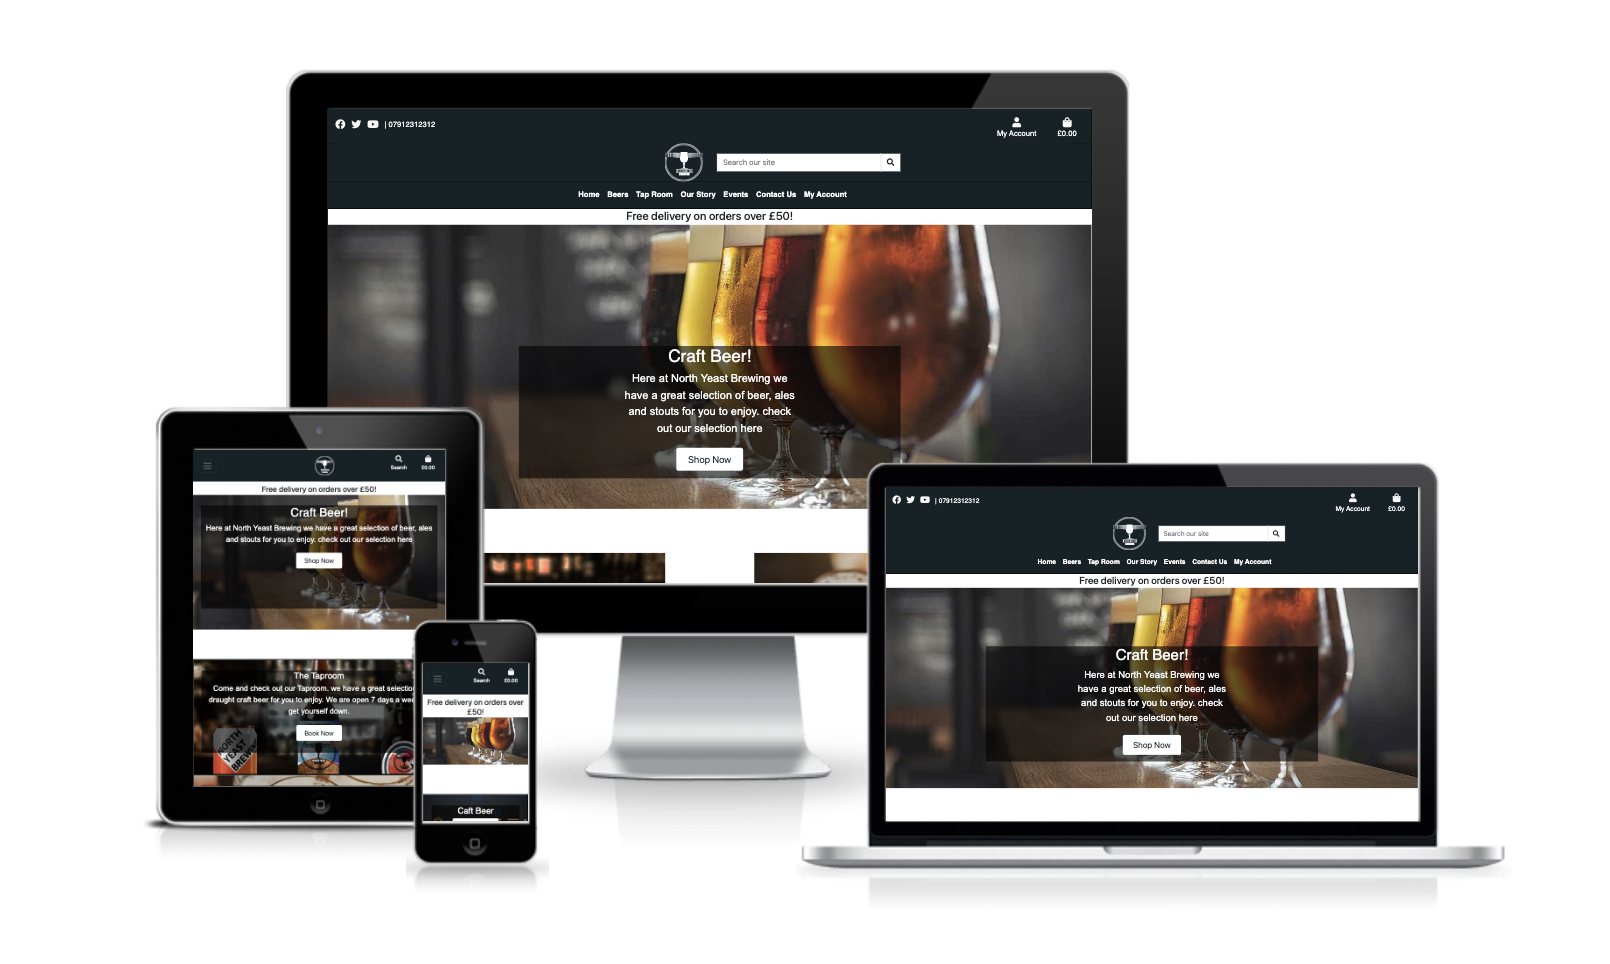 | 07912312312
My Account
£0.00
Search our site
Home Beers Tap Room Our Story Events Contact Us My Account
Free delivery on orders over £50!
Craft Beer!
Here at North Yeast Brewing we
have a great selection of beer, ales
and stouts for you to enjoy. check
out our selection here
Shop Now
Search
£0.00
Free delivery on orders over £50!
Craft Beer!
Here at North Yeast Brewing we have a great selection of beer, ales
and stouts for you to enjoy. check out our selection here
Shop Now
The Taproom
Come and check out our Taproom. we have a great selectio
draught craft beer for you to enjoy. We are open 7 days a we
get yourself down.
Book Now
NORTH
YEAST
BREWIN
Search
£0.00
Free delivery on orders over
£50!
Caft Beer
| 07912312312
My Account
£0.00
Search our site
Home Beers Tap Room Our Story Events Contact Us My Account
Free delivery on orders over £50!
Craft Beer!
Here at North Yeast Brewing we
have a great selection of beer, ales
and stouts for you to enjoy. check
out our selection here
Shop Now